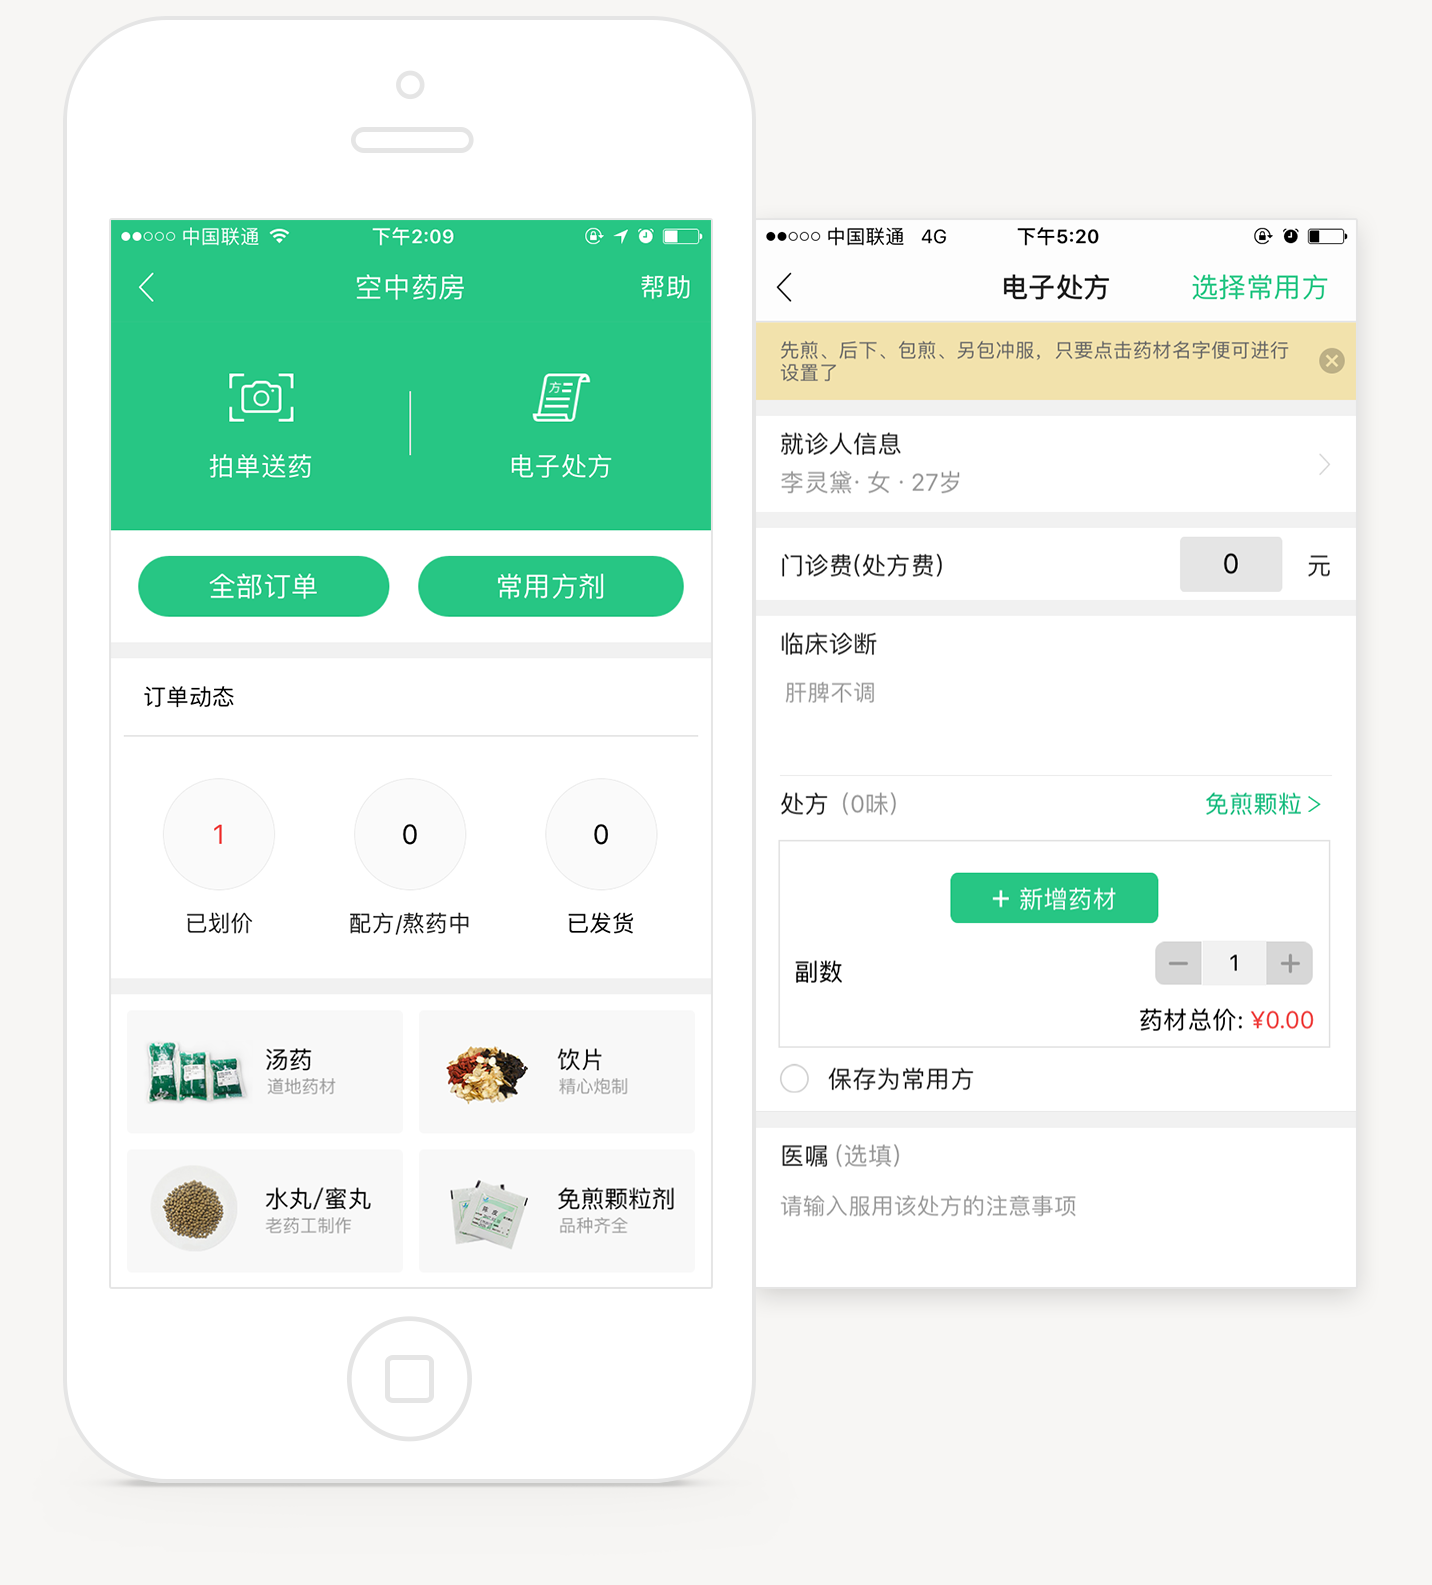 中国联通
下午2:09
空中药房
帮助
方
拍单送药
电子处方
全部订单
常用方剂
订单动态
1
0
0
已划价
配方/熬药中
已发货
汤药
道地药材
饮片
精心炮制
水丸/蜜丸
老药工制作
免煎颗粒剂
品种齐全
中国联通 4G
下午5:20
电子处方
选择常用方
先煎、后下、包煎、另包冲服，只要点击药材名字便可进行
设置了
就诊人信息
李灵黛· 女 · 27岁
门诊费(处方费)
0
元
临床诊断
肝脾不调
处方（0味）
免煎颗粒 >
+ 新增药材
副数
− 1 +
药材总价: ¥0.00
保存为常用方
医嘱 (选填)
请输入服用该处方的注意事项